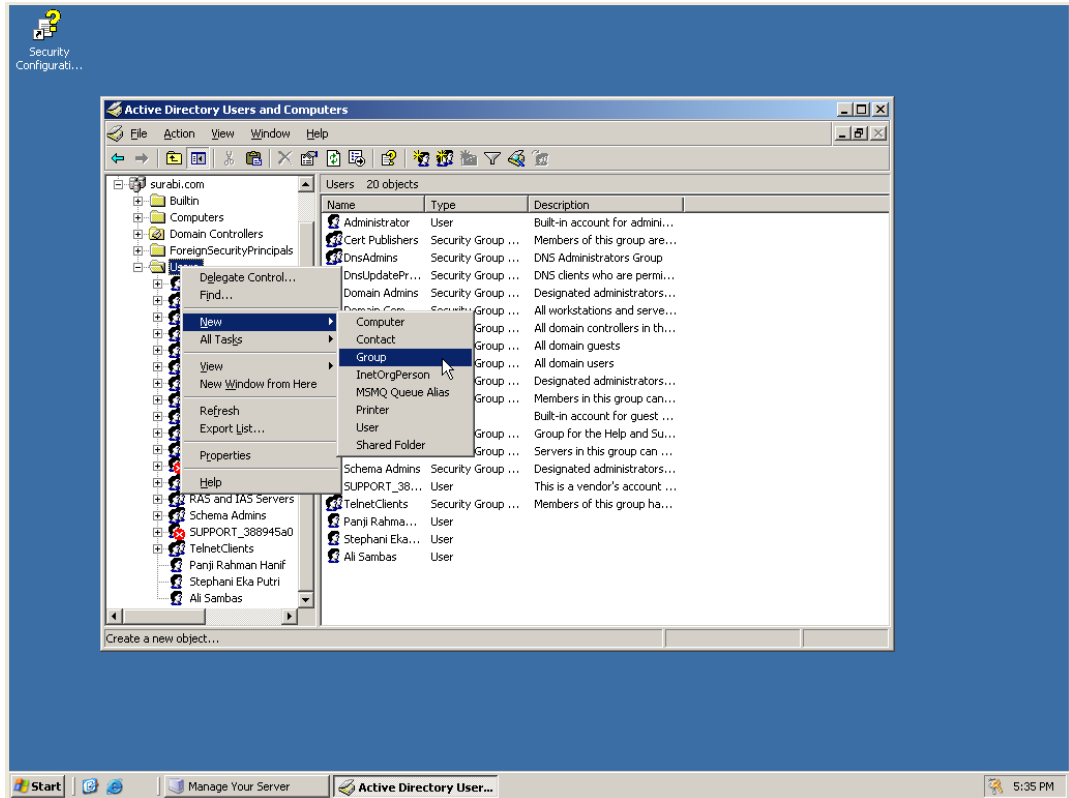 Security
Configurati...
Active Directory Users and Computers
File Action View Window Help
surabi.com
Builtin
Computers
Domain Controllers
ForeignSecurityPrincipals
RAS and IAS Servers
Schema Admins
SUPPORT_388945a0
TelnetClients
Panji Rahman Hanif
Stephani Eka Putri
Ali Sambas
Users 20 objects
Name Type Description
Administrator User Built-in account for admini...
Cert Publishers Security Group ... Members of this group are...
DnsAdmins Security Group ... DNS Administrators Group
DnsUpdatePr... Security Group ... DNS clients who are permi...
Domain Admins Security Group ... Designated administrators...
Domain Com... Security Group ... All workstations and serve...
Group ... All domain controllers in th...
Group ... All domain guests
Group ... All domain users
Group ... Designated administrators...
Group ... Members in this group can...
Built-in account for guest ...
Group ... Group for the Help and Su...
Group ... Servers in this group can ...
Schema Admins Security Group ... Designated administrators...
SUPPORT_38... User This is a vendor's account ...
TelnetClients Security Group ... Members of this group ha...
Panji Rahma... User
Stephani Eka... User
Ali Sambas User
Delegate Control...
Find...
New
All Tasks
View
New Window from Here
Refresh
Export List...
Properties
Help
Computer
Contact
Group
InetOrgPerson
MSMQ Queue Alias
Printer
User
Shared Folder
Create a new object...
Start Manage Your Server Active Directory User... 5:35 PM